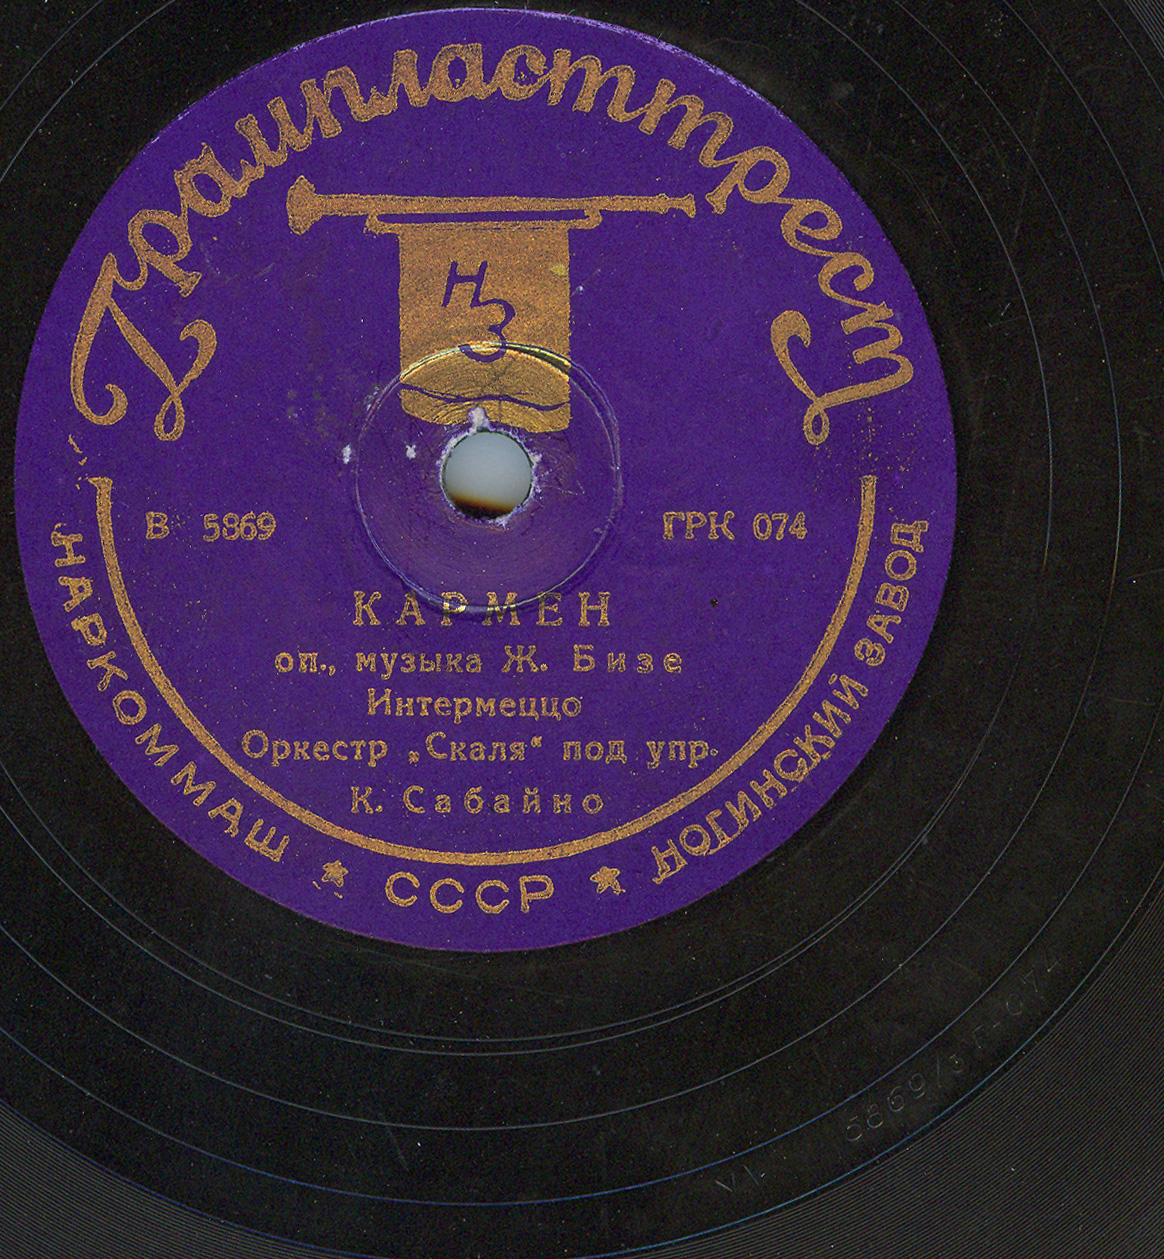 Грампласттрест
НЗ
В 5869
ГРК 074
КАРМЕН
оп., музыка Ж. Бизе
Интермеццо
Оркестр „Скаля“ под упр.
К. Сабайно
НАРКОММАШ ★ СССР ★ НОГИНСКИЙ ЗАВОД
VI